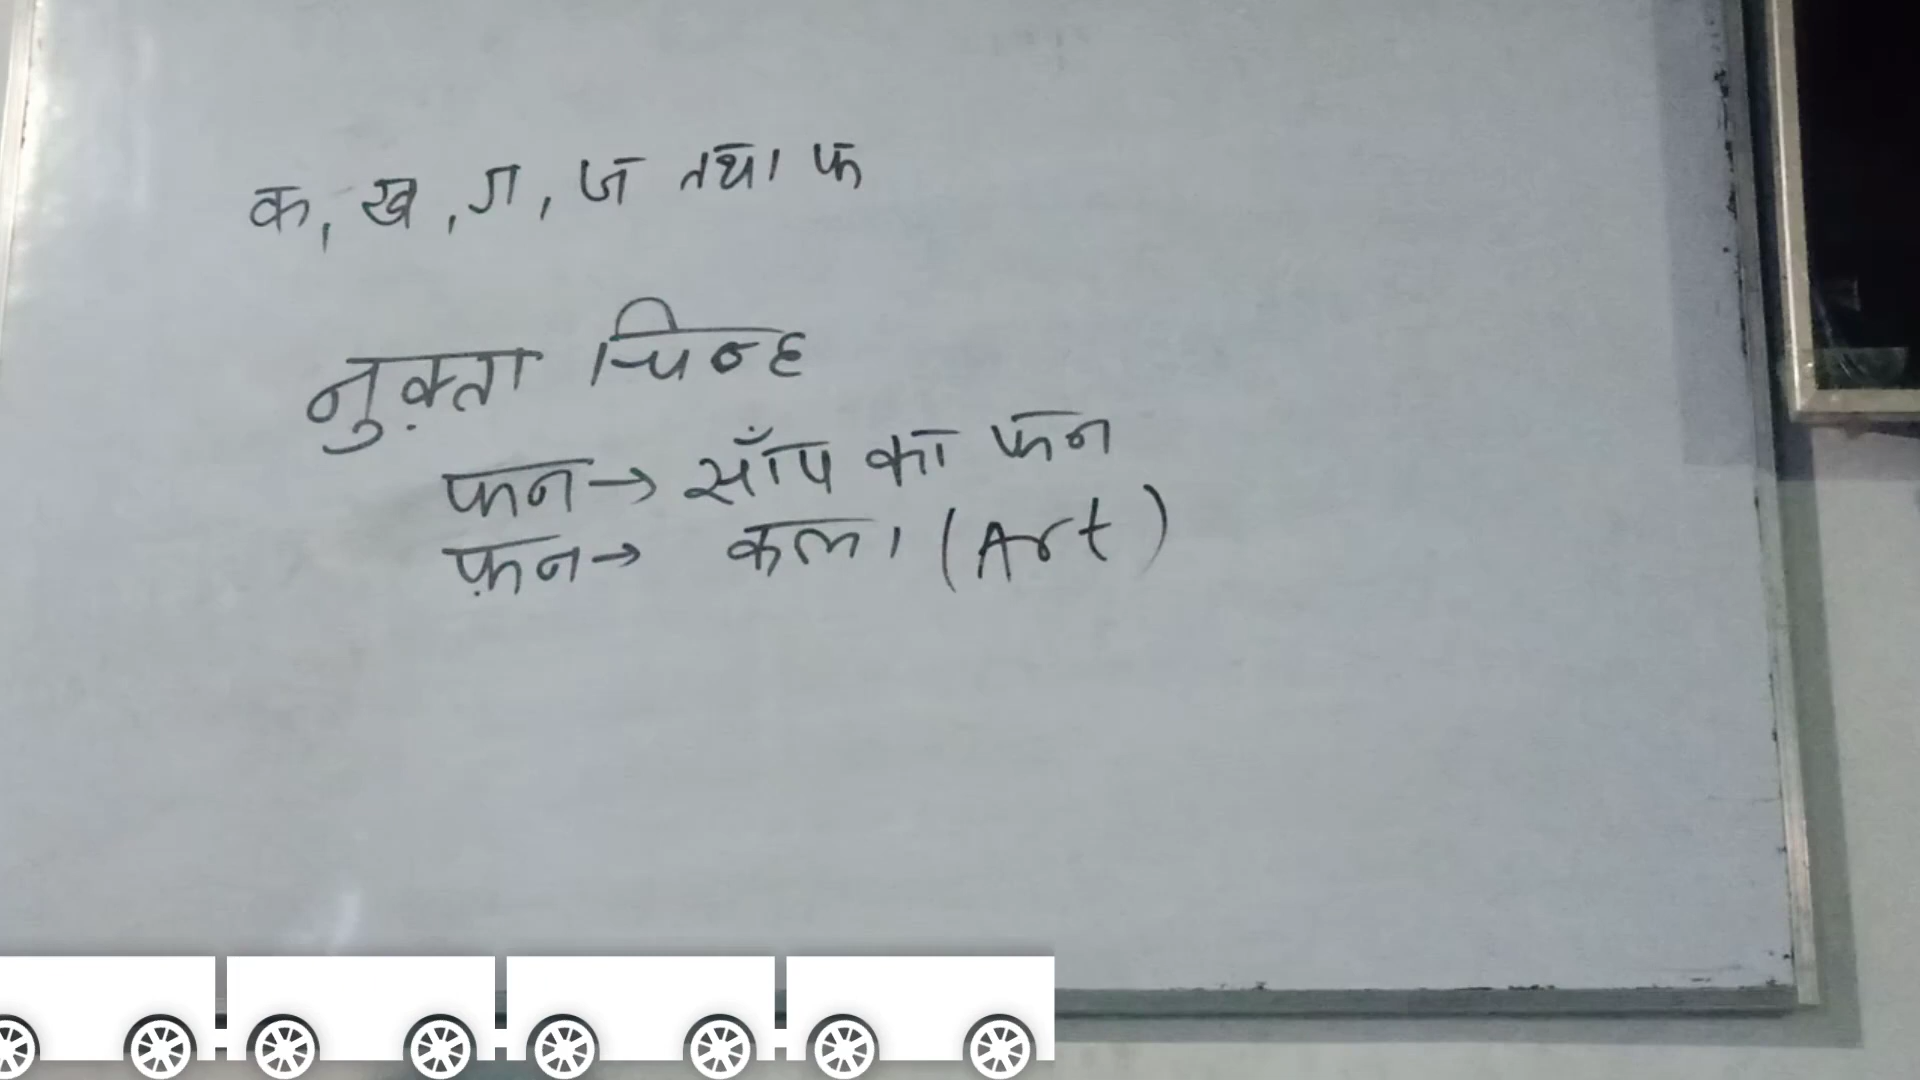 क, ख, ग, ज तथा फ
नुक़्ता चिन्ह
फन → साँप का फन
फ़न → कला (Art)